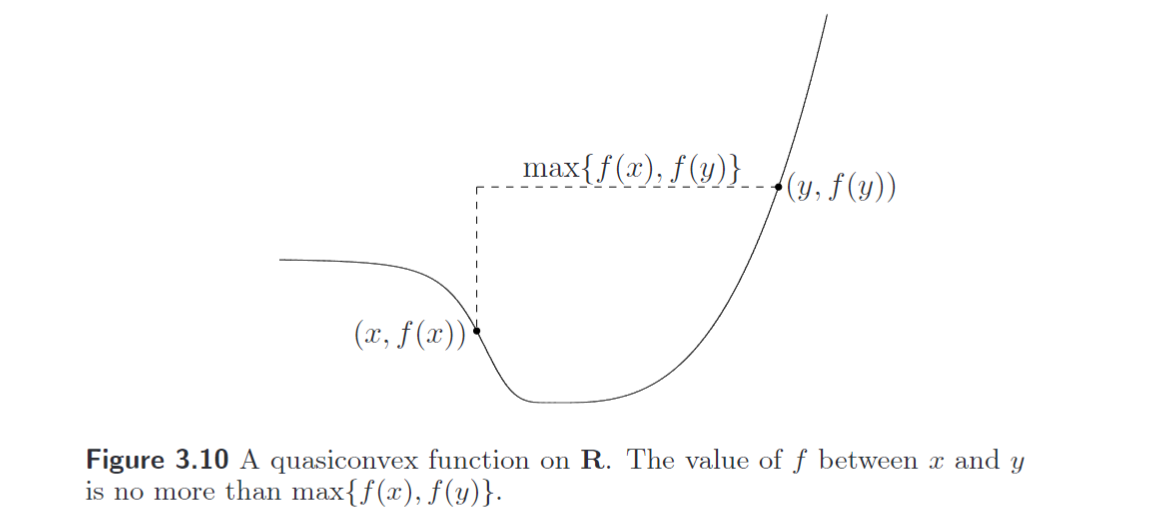 max{f(x), f(y)}
(y, f(y))
(x, f(x))
Figure 3.10 A quasiconvex function on R. The value of f between x and y
is no more than max{f(x), f(y)}.